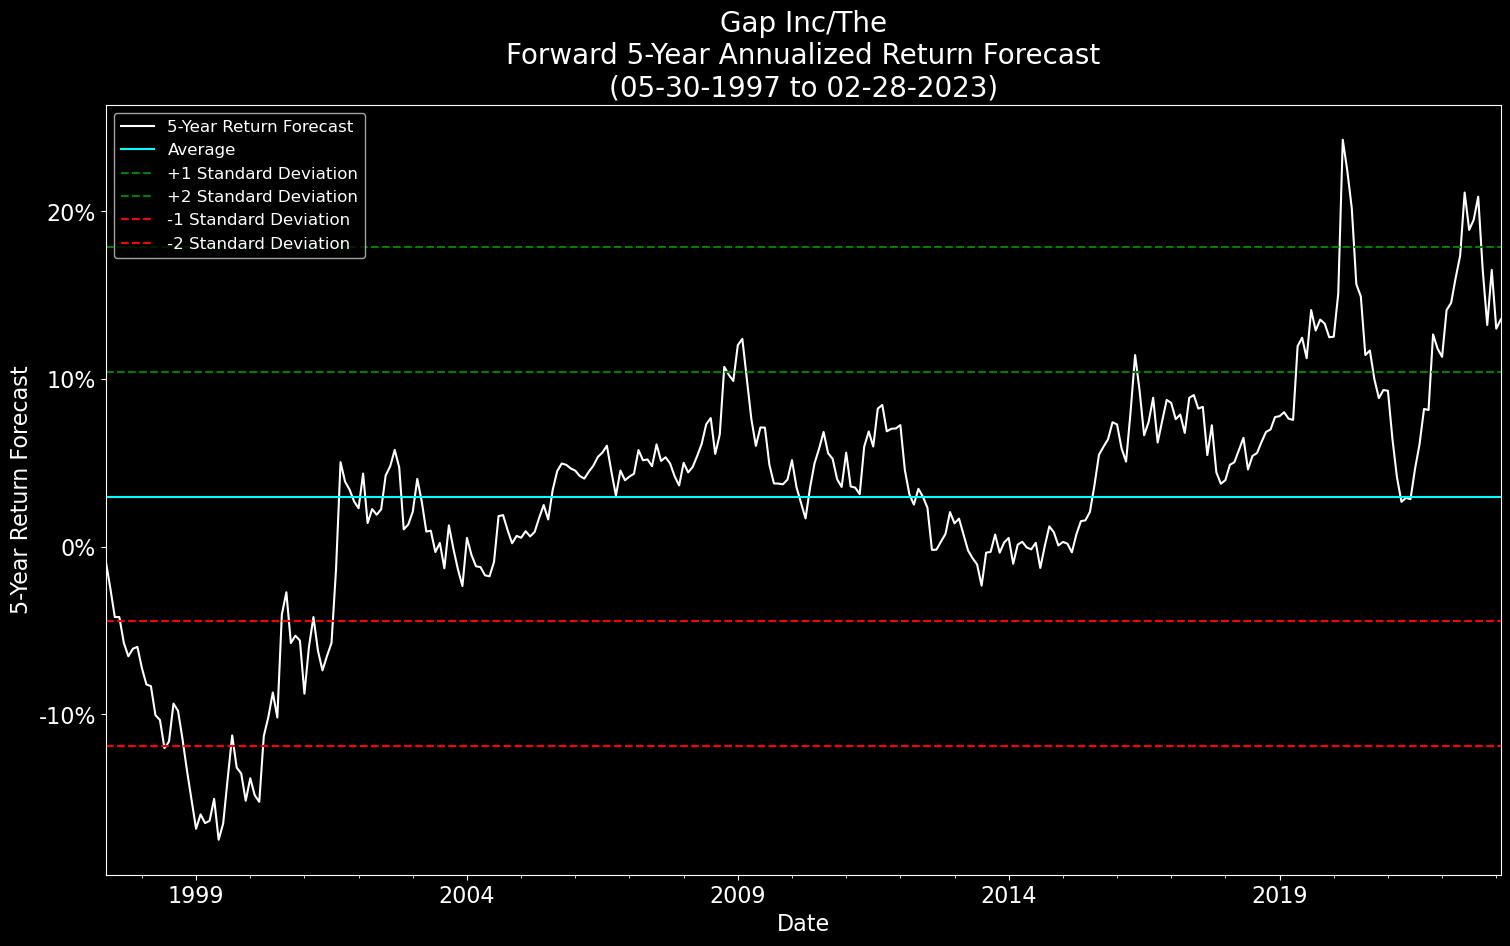 Gap Inc/The
Forward 5-Year Annualized Return Forecast
(05-30-1997 to 02-28-2023)
5-Year Return Forecast
Average
+1 Standard Deviation
+2 Standard Deviation
-1 Standard Deviation
-2 Standard Deviation
20%
10%
0%
-10%
5-Year Return Forecast
1999
2004
2009
2014
2019
Date